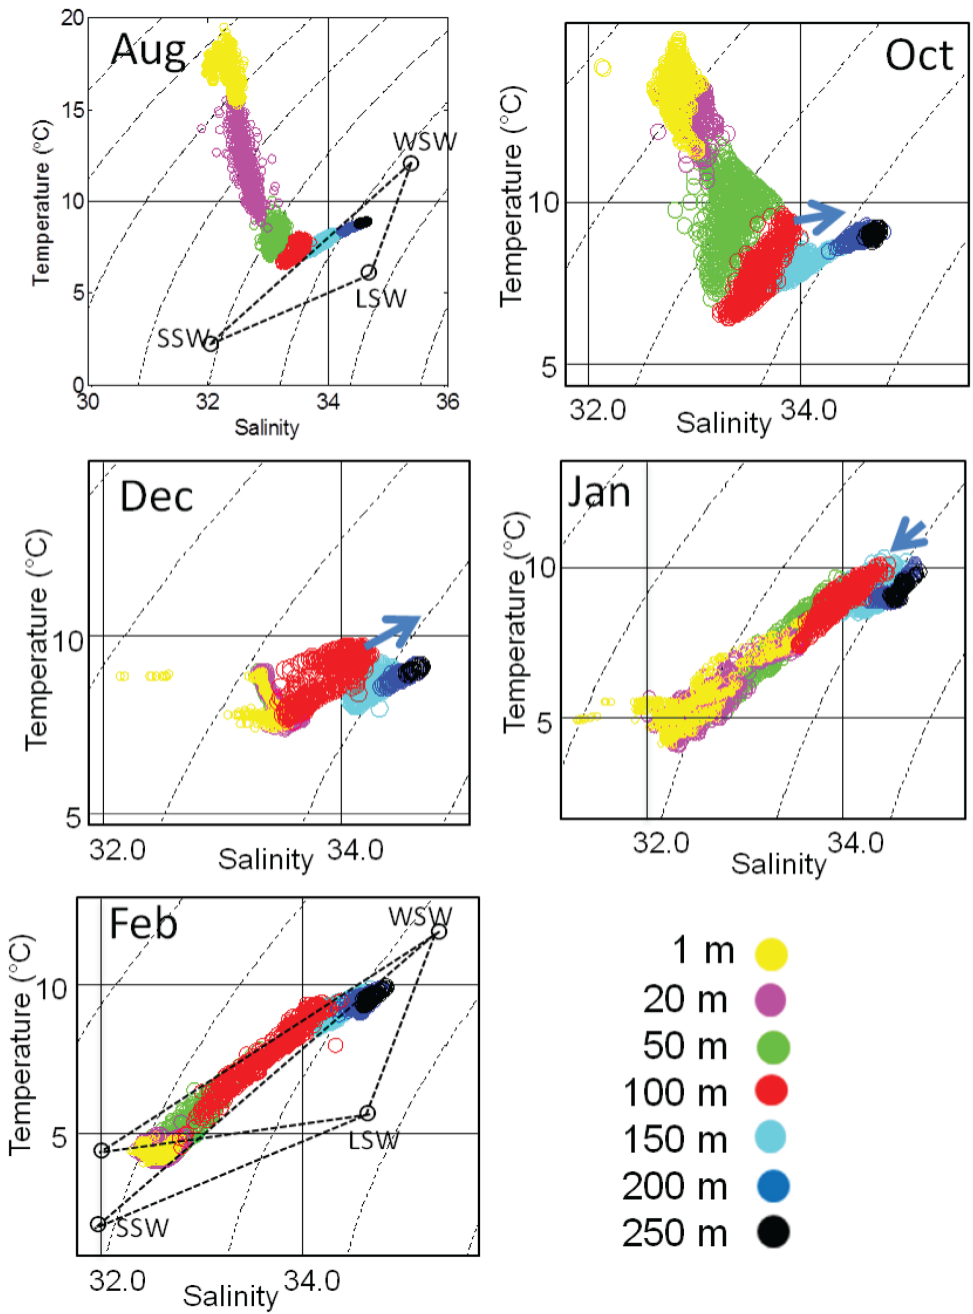 Aug
Temperature (°C)
20
15
10
5
0
30
32
34
36
Salinity
WSW
LSW
SSW
Oct
Temperature (°C)
10
5
32.0
34.0
Salinity
Dec
Temperature (°C)
10
5
32.0
34.0
Salinity
Jan
Temperature (°C)
10
5
32.0
34.0
Salinity
Feb
Temperature (°C)
10
5
32.0
34.0
Salinity
WSW
LSW
SSW
1 m
20 m
50 m
100 m
150 m
200 m
250 m